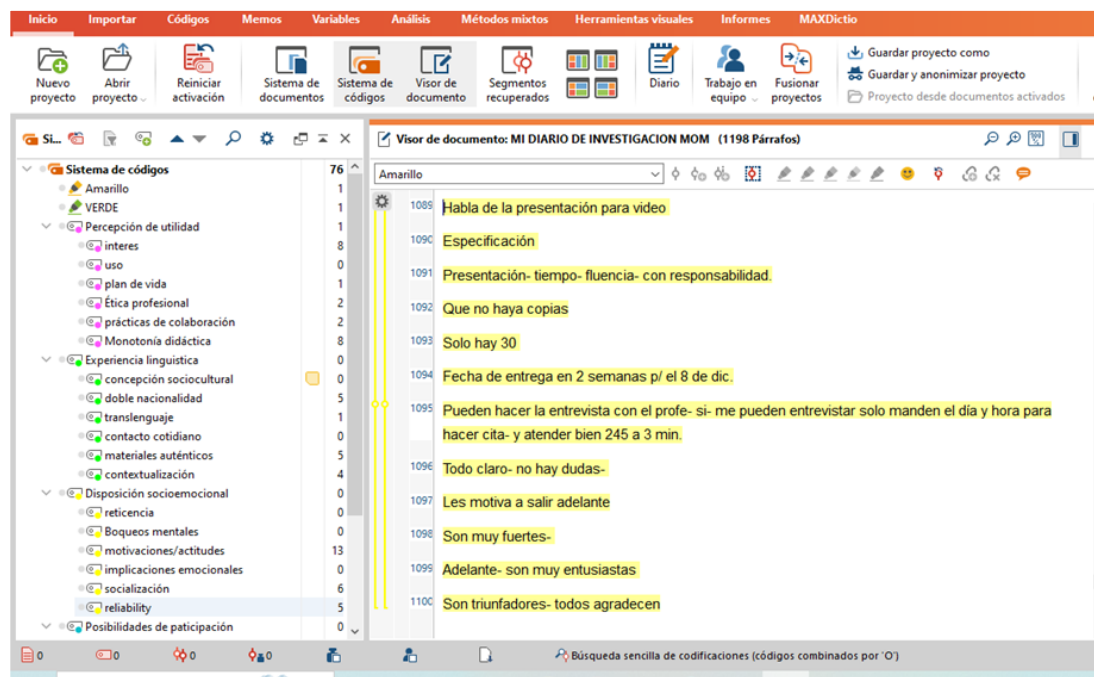 Inicio Importar Códigos Memos Variables Análisis Métodos mixtos Herramientas visuales Informes MAXDictio
Nuevo proyecto
Abrir proyecto
Reiniciar activación
Sistema de documentos
Sistema de códigos
Visor de documento
Segmentos recuperados
Diario
Trabajo en equipo
Fusionar proyectos
Guardar proyecto como
Guardar y anonimizar proyecto
Proyecto desde documentos activados
Si...
Sistema de códigos 76
Amarillo 1
VERDE 1
Percepción de utilidad 1
interes 8
uso 0
plan de vida 1
Ética profesional 2
prácticas de colaboración 2
Monotonía didáctica 8
Experiencia linguistica 0
concepción sociocultural 0
doble nacionalidad 5
translenguaje 1
contacto cotidiano 0
materiales auténticos 5
contextualización 4
Disposición socioemocional 0
reticencia 0
Boqueos mentales 0
motivaciones/actitudes 13
implicaciones emocionales 0
socialización 6
reliability 5
Posibilidades de paticipación 0
Visor de documento: MI DIARIO DE INVESTIGACION MOM (1198 Párrafos)
Amarillo
1089 Habla de la presentación para video
1090 Especificación
1091 Presentación- tiempo- fluencia- con responsabilidad.
1092 Que no haya copias
1093 Solo hay 30
1094 Fecha de entrega en 2 semanas p/ el 8 de dic.
1095 Pueden hacer la entrevista con el profe- si- me pueden entrevistar solo manden el día y hora para
hacer cita- y atender bien 245 a 3 min.
1096 Todo claro- no hay dudas-
1097 Les motiva a salir adelante
1098 Son muy fuertes-
1099 Adelante- son muy entusiastas
1100 Son triunfadores- todos agradecen
0 0 0 0 Búsqueda sencilla de codificaciones (códigos combinados por 'O')